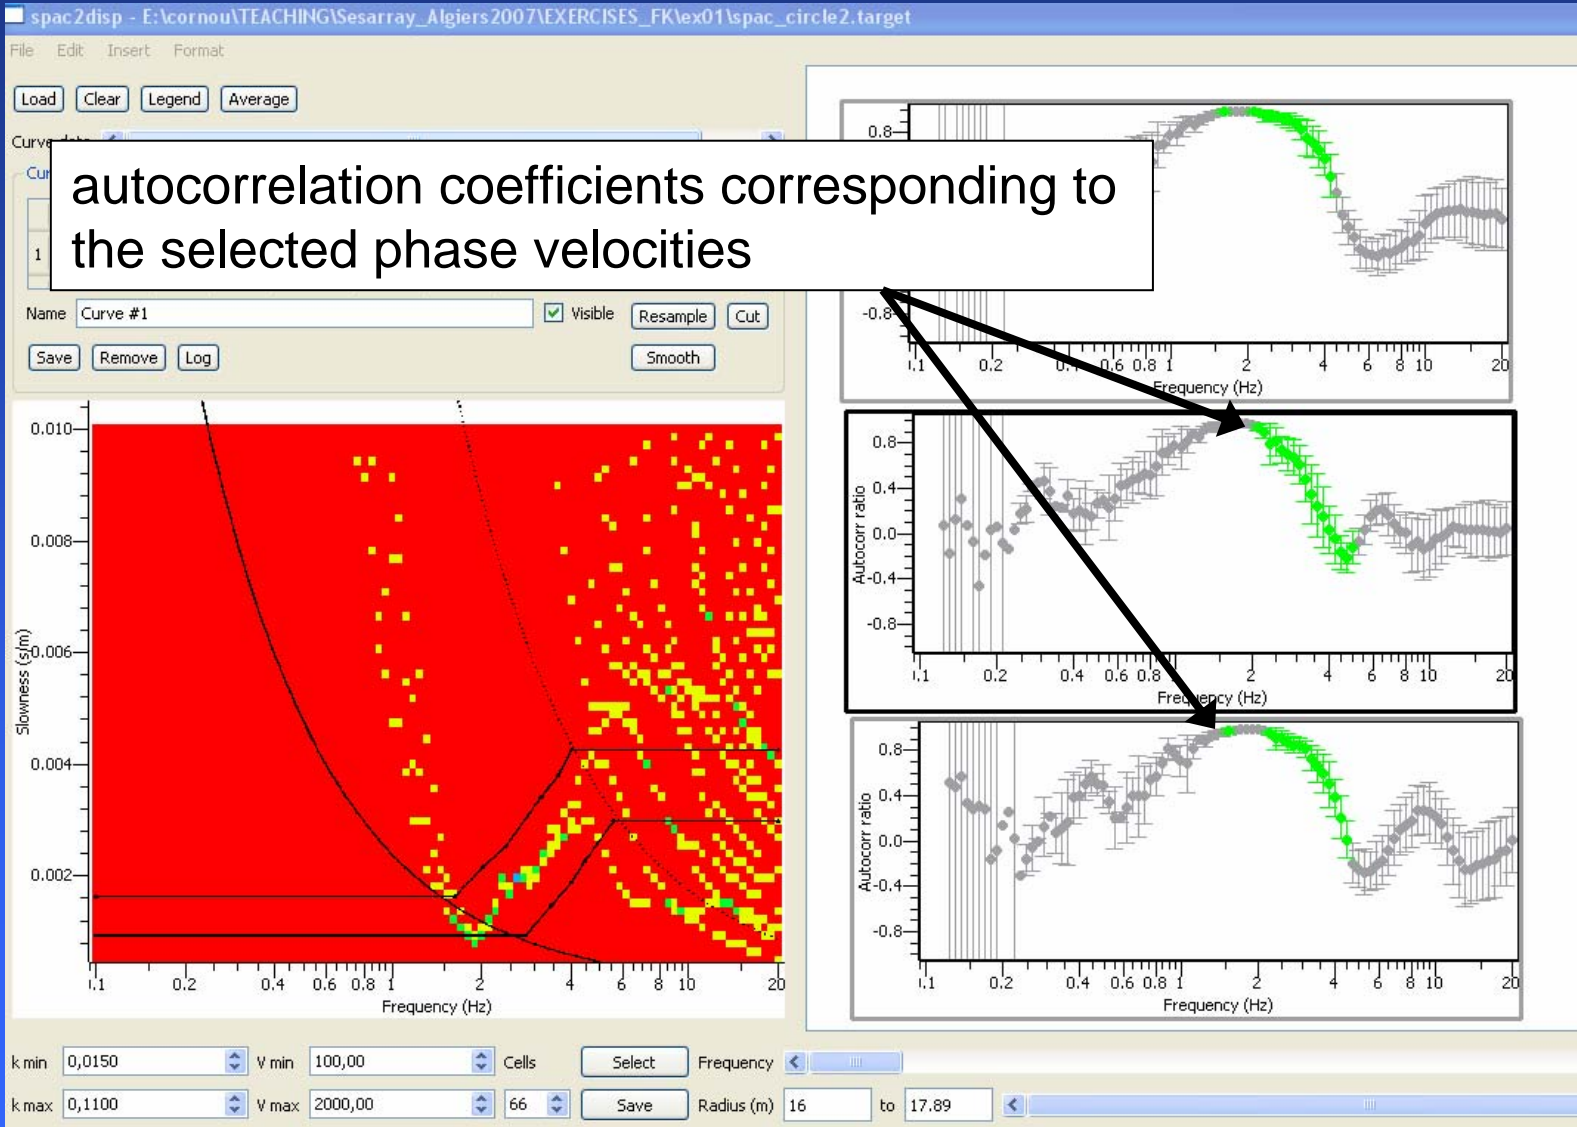 spac2disp - E:\cornou\TEACHING\Sesarray_Algiers2007\EXERCISES_FK\ex01\spac_circle2.target
File Edit Insert Format
Load Clear Legend Average
autocorrelation coefficients corresponding to
the selected phase velocities
1
Name Curve #1 Visible Resample Cut
Save Remove Log Smooth
0.8
-0.8
0.2 0.6 0.8 1 2 4 6 8 10 20
Frequency (Hz)
Autocorr ratio
0.8
0.4
0.0
-0.4
-0.8
0.2 0.4 0.6 0.8 2 4 6 8 10 20
Frequency (Hz)
Autocorr ratio
0.8
0.4
0.0
-0.4
-0.8
0.2 0.4 0.6 0.8 1 2 4 6 8 10 20
Frequency (Hz)
Slowness (s/m)
0.010
0.008
0.006
0.004
0.002
0.2 0.4 0.6 0.8 1 2 4 6 8 10 20
Frequency (Hz)
k min 0,0150 V min 100,00 Cells Select Frequency
k max 0,1100 V max 2000,00 66 Save Radius (m) 16 to 17.89